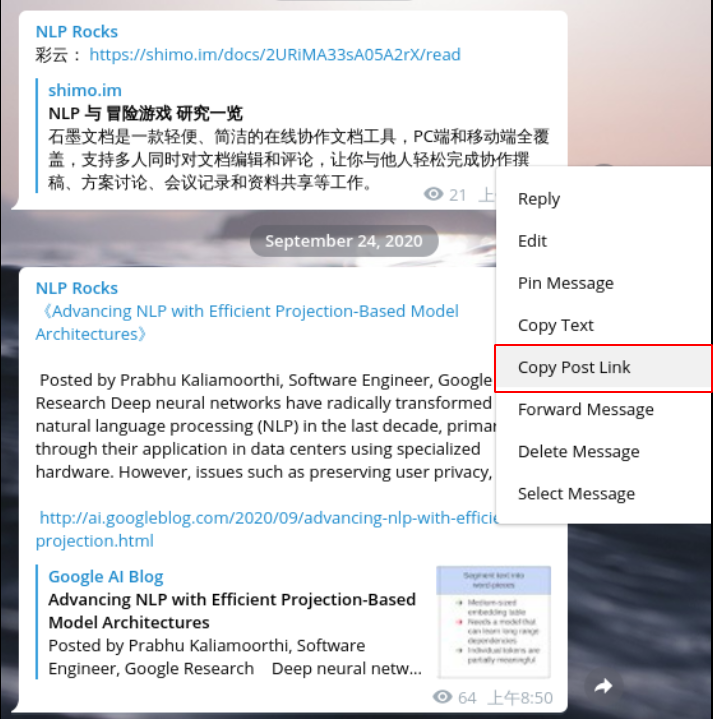 NLP Rocks
彩云： https://shimo.im/docs/2URiMA33sA05A2rX/read
shimo.im
NLP 与 冒险游戏 研究一览
石墨文档是一款轻便、简洁的在线协作文档工具，PC端和移动端全覆
盖，支持多人同时对文档编辑和评论，让你与他人轻松完成协作撰
稿、方案讨论、会议记录和资料共享等工作。
21 上
September 24, 2020
NLP Rocks
《Advancing NLP with Efficient Projection-Based Model
Architectures》
Posted by Prabhu Kaliamoorthi, Software Engineer, Google
Research Deep neural networks have radically transformed
natural language processing (NLP) in the last decade, primar
through their application in data centers using specialized
hardware. However, issues such as preserving user privacy,
http://ai.googleblog.com/2020/09/advancing-nlp-with-efficie
projection.html
Google AI Blog
Advancing NLP with Efficient Projection-Based
Model Architectures
Posted by Prabhu Kaliamoorthi, Software
Engineer, Google Research Deep neural netw...
Segment text into
word-pieces
Medium-sized
embedding table
Needs a model that
can learn long range
dependencies
Individual tokens are
partially meaningful
64 上午8:50
Reply
Edit
Pin Message
Copy Text
Copy Post Link
Forward Message
Delete Message
Select Message